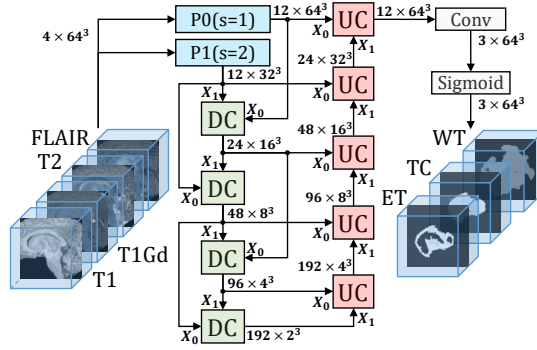 P0(s=1)
12 × 64³
UC
12 × 64³
Conv
4 × 64³
X₀
X₁
3 × 64³
P1(s=2)
24 × 32³
12 × 32³
UC
Sigmoid
X₁
X₀
X₀
X₁
3 × 64³
DC
48 × 16³
FLAIR
T2
24 × 16³
UC
WT
X₁
X₀
X₁
TC
DC
X₀
96 × 8³
ET
48 × 8³
UC
X₀
X₁
T1Gd
DC
X₀
192 × 4³
T1
X₁
96 × 4³
UC
X₀
X₁
X₀
DC
192 × 2³